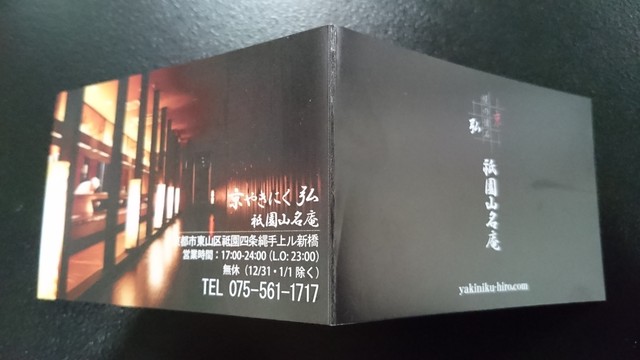 京やきにく 弘
祇園山名庵
都市東山区祇園四条縄手上ル新橋
営業時間：17:00-24:00 (L.O: 23:00)
無休 (12/31・1/1 除く)
TEL 075-561-1717
京
弘
祇園山名庵
yakiniku-hiro.com